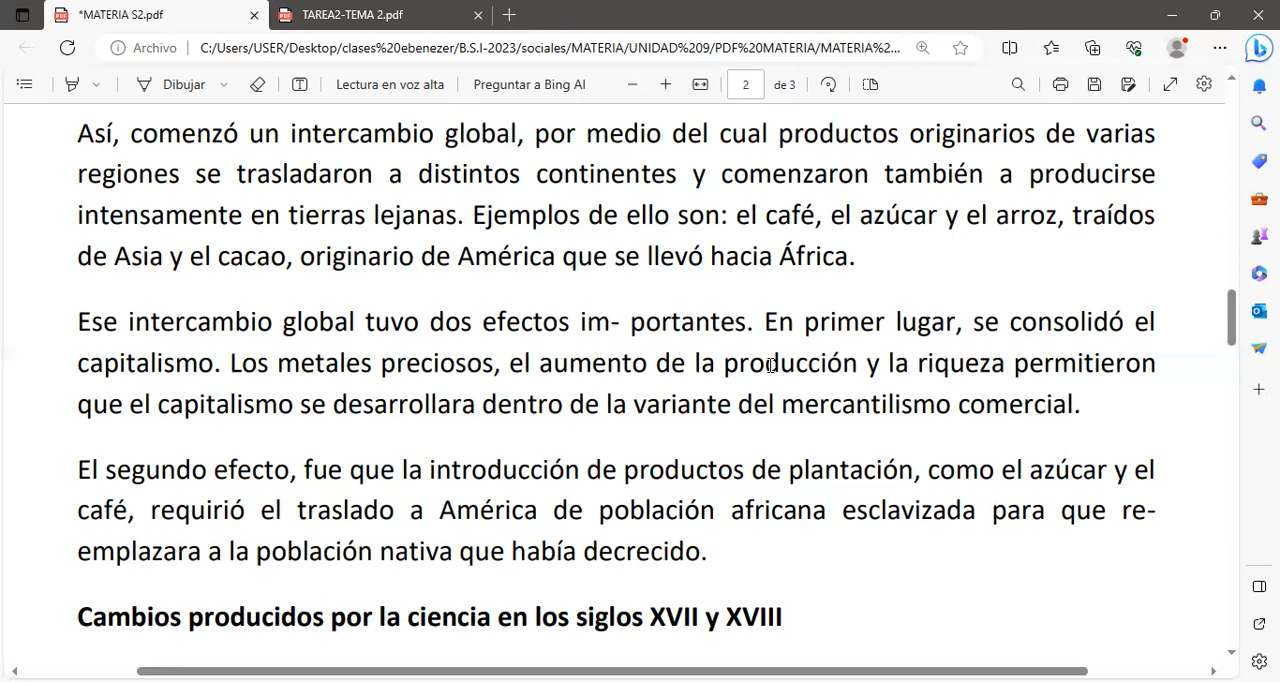 *MATERIA S2.pdf
TAREA2-TEMA 2.pdf
Archivo
C:/Users/USER/Desktop/clases%20ebenezer/B.S.I-2023/sociales/MATERIA/UNIDAD%209/PDF%20MATERIA/MATERIA%2...
Dibujar
Lectura en voz alta
Preguntar a Bing AI
2
de 3
Así, comenzó un intercambio global, por medio del cual productos originarios de varias
regiones se trasladaron a distintos continentes y comenzaron también a producirse
intensamente en tierras lejanas. Ejemplos de ello son: el café, el azúcar y el arroz, traídos
de Asia y el cacao, originario de América que se llevó hacia África.
Ese intercambio global tuvo dos efectos im- portantes. En primer lugar, se consolidó el
capitalismo. Los metales preciosos, el aumento de la producción y la riqueza permitieron
que el capitalismo se desarrollara dentro de la variante del mercantilismo comercial.
El segundo efecto, fue que la introducción de productos de plantación, como el azúcar y el
café, requirió el traslado a América de población africana esclavizada para que re-
emplazara a la población nativa que había decrecido.
Cambios producidos por la ciencia en los siglos XVII y XVIII